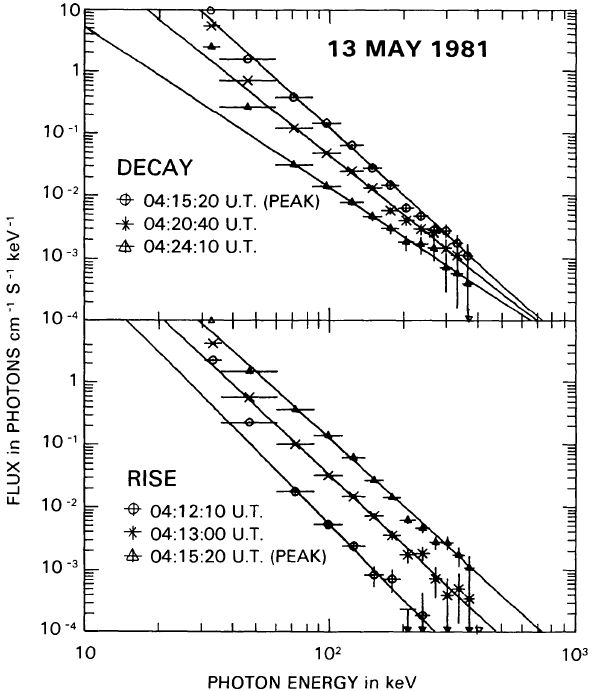 10
13 MAY 1981
1
10⁻¹
DECAY
10⁻²
04:15:20 U.T. (PEAK)
04:20:40 U.T.
04:24:10 U.T.
10⁻³
10⁻⁴
FLUX in PHOTONS cm⁻¹ S⁻¹ keV⁻¹
1
10⁻¹
RISE
10⁻²
04:12:10 U.T.
04:13:00 U.T.
04:15:20 U.T. (PEAK)
10⁻³
10⁻⁴
10 10² 10³
PHOTON ENERGY in keV